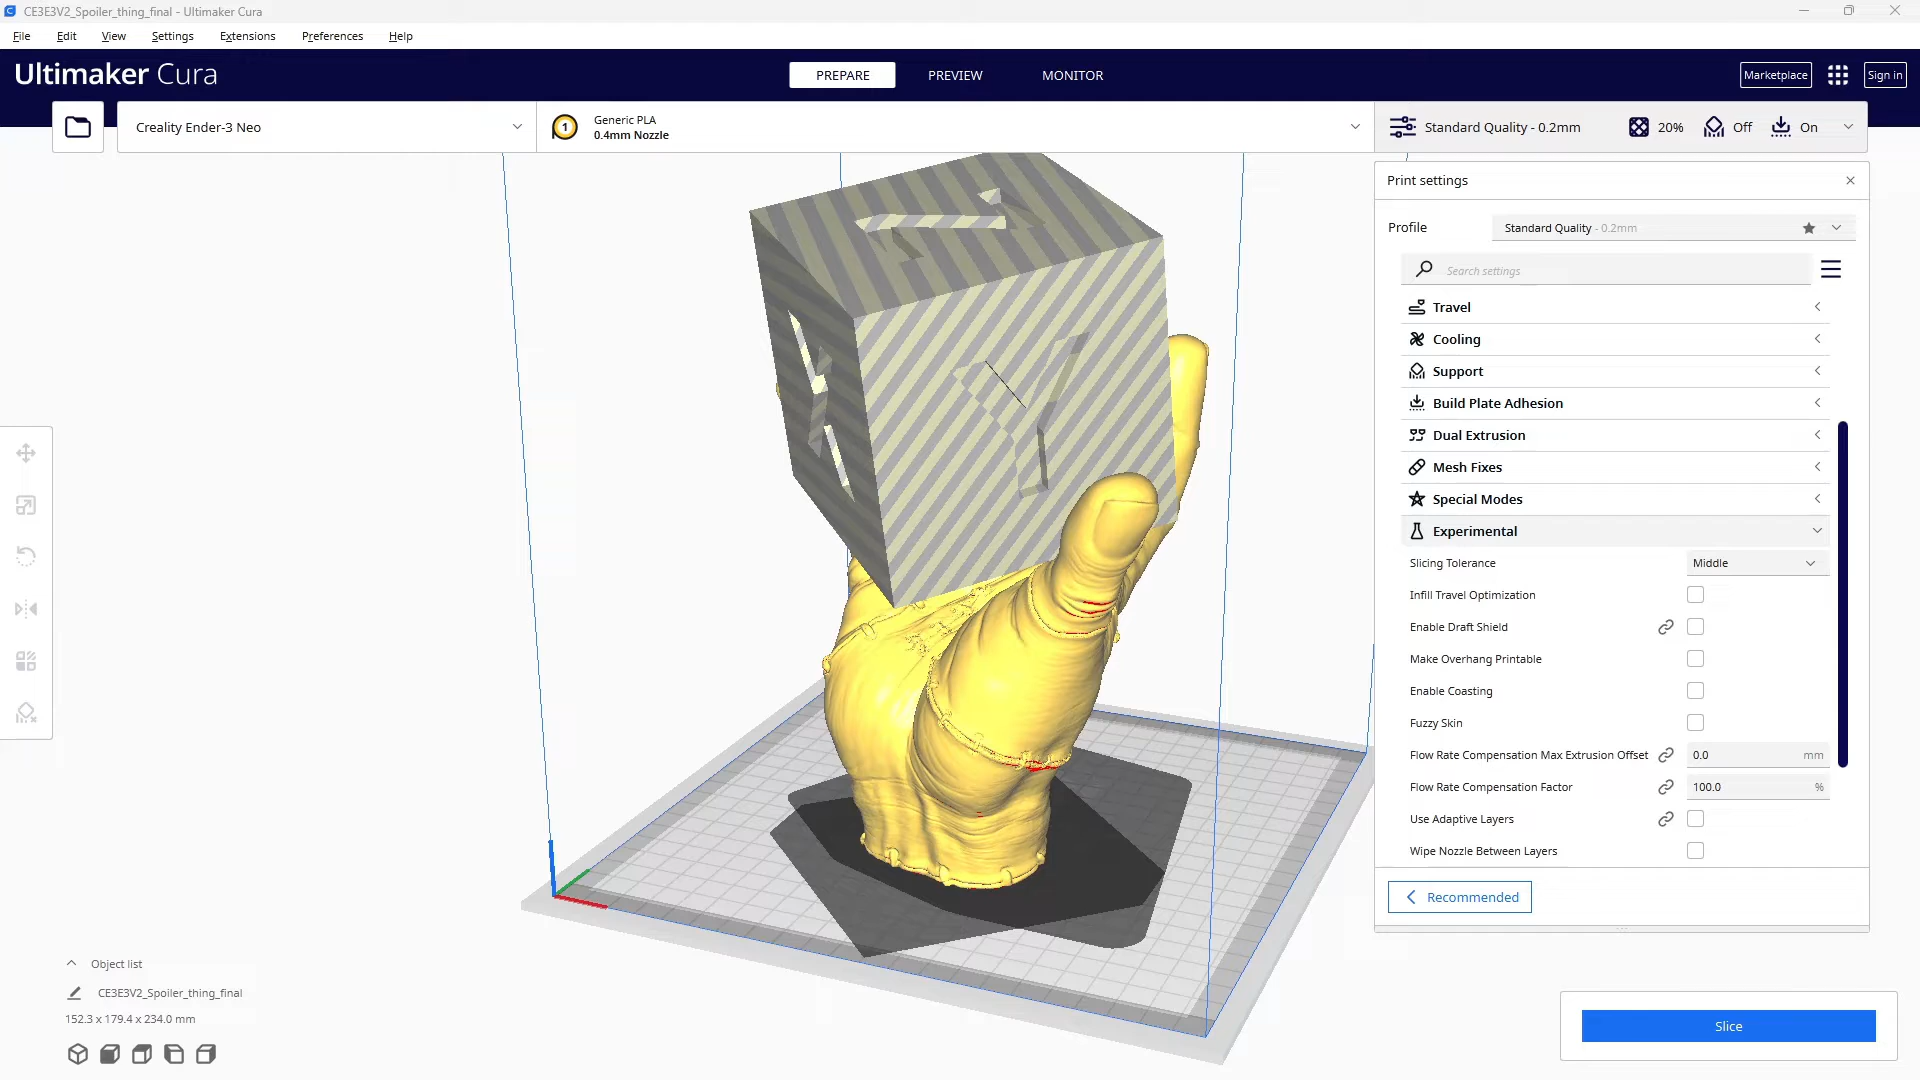 CE3E3V2_Spoiler_thing_final - Ultimaker Cura
File Edit View Settings Extensions Preferences Help
Ultimaker Cura
PREPARE PREVIEW MONITOR
Marketplace
Sign in
Creality Ender-3 Neo
1
Generic PLA
0.4mm Nozzle
Standard Quality - 0.2mm
20%
Off
On
Print settings
Profile
Standard Quality - 0.2mm
Search settings
Travel
Cooling
Support
Build Plate Adhesion
Dual Extrusion
Mesh Fixes
Special Modes
Experimental
Slicing Tolerance Middle
Infill Travel Optimization
Enable Draft Shield
Make Overhang Printable
Enable Coasting
Fuzzy Skin
Flow Rate Compensation Max Extrusion Offset 0.0 mm
Flow Rate Compensation Factor 100.0 %
Use Adaptive Layers
Wipe Nozzle Between Layers
Recommended
Z
X
Y
Object list
CE3E3V2_Spoiler_thing_final
152.3 x 179.4 x 234.0 mm
Slice